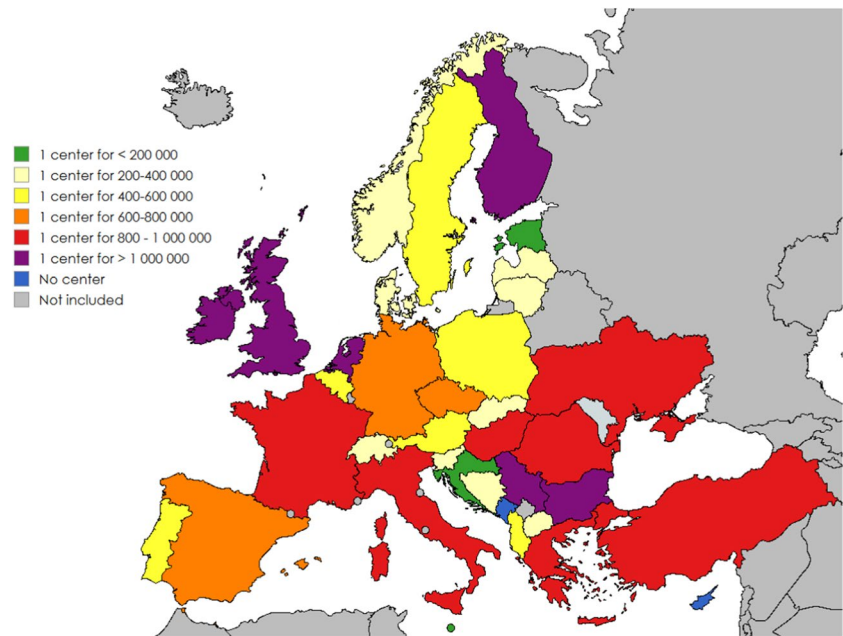 1 center for < 200 000
1 center for 200-400 000
1 center for 400-600 000
1 center for 600-800 000
1 center for 800 - 1 000 000
1 center for > 1 000 000
No center
Not included